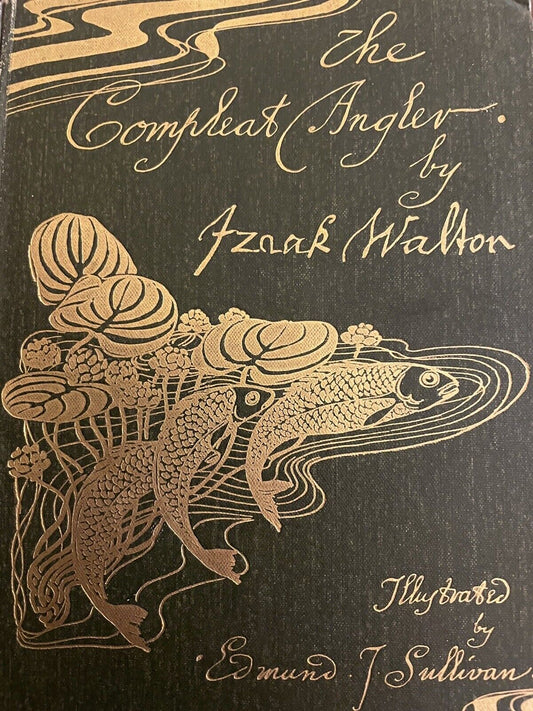 The
Compleat Angler.
by
Izaak Walton
Illustrated
by
Edmund J. Sullivan.